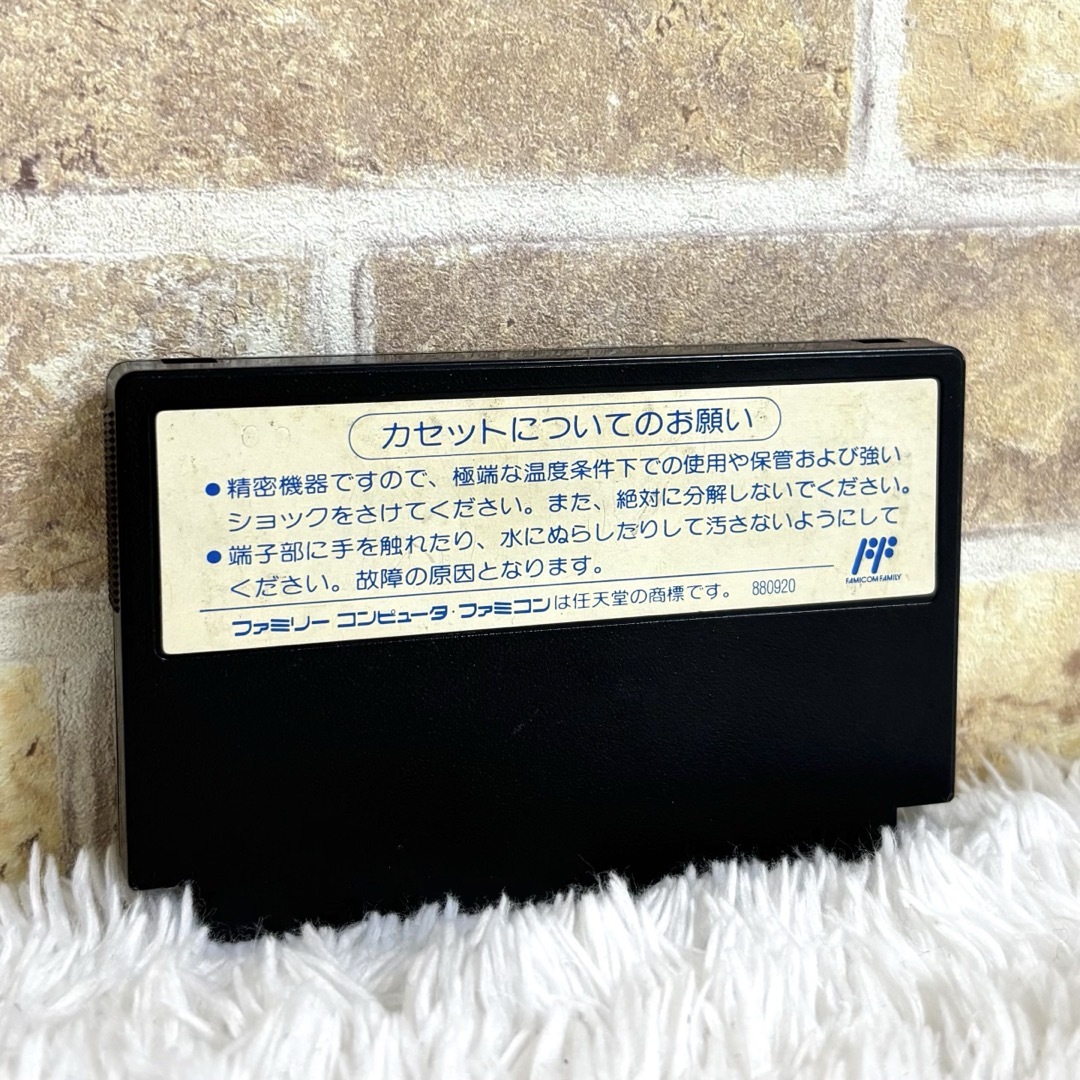 カセットについてのお願い
●精密機器ですので、極端な温度条件下での使用や保管および強い
ショックをさけてください。また、絶対に分解しないでください。
●端子部に手を触れたり、水にぬらしたりして汚さないようにして
ください。故障の原因となります。
FAMICOM FAMILY
ファミリー コンピュータ・ファミコンは任天堂の商標です。 880920